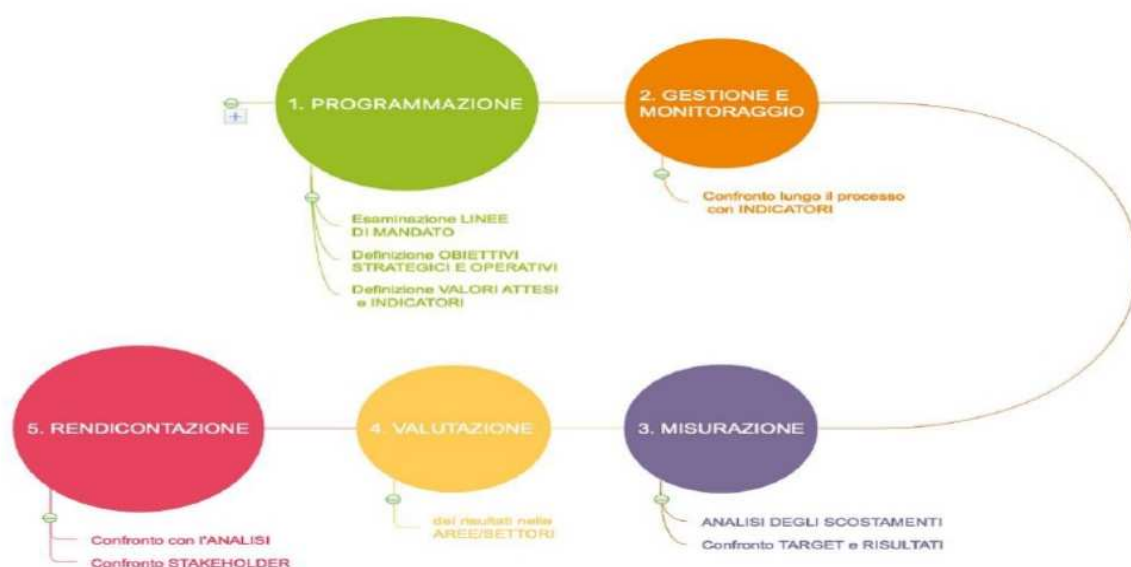 1. PROGRAMMAZIONE
2. GESTIONE E
MONITORAGGIO
Confronto lungo il processo
con INDICATORI
Esaminazione LINEE
DI MANDATO
Definizione OBIETTIVI
STRATEGICI E OPERATIVI
Definizione VALORI ATTESI
e INDICATORI
3. MISURAZIONE
ANALISI DEGLI SCOSTAMENTI
Confronto TARGET e RISULTATI
4. VALUTAZIONE
dei risultati nelle
AREE/SETTORI
5. RENDICONTAZIONE
Confronto con l'ANALISI
Confronto STAKEHOLDER